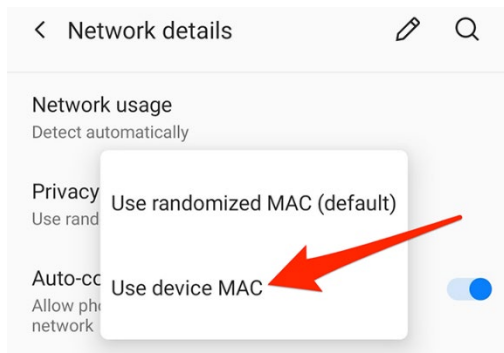 Network details
Network usage
Detect automatically
Privacy
Use rand
Use randomized MAC (default)
Auto-co
Use device MAC
Allow pho
network